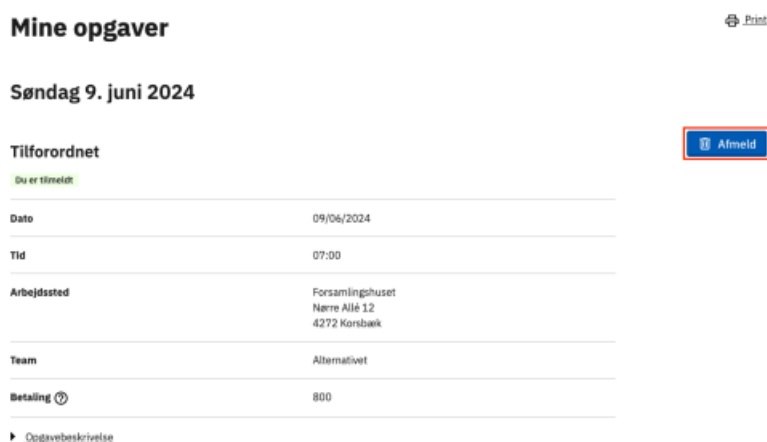 Mine opgaver
Print
Søndag 9. juni 2024
Tilforordnet
Afmeld
Du er tilmeldt
Dato 09/06/2024
Tid 07:00
Arbejdssted Forsamlingshuset
Nørre Allé 12
4272 Korsbæk
Team Alternativet
Betaling 800
Opgavebeskrivelse